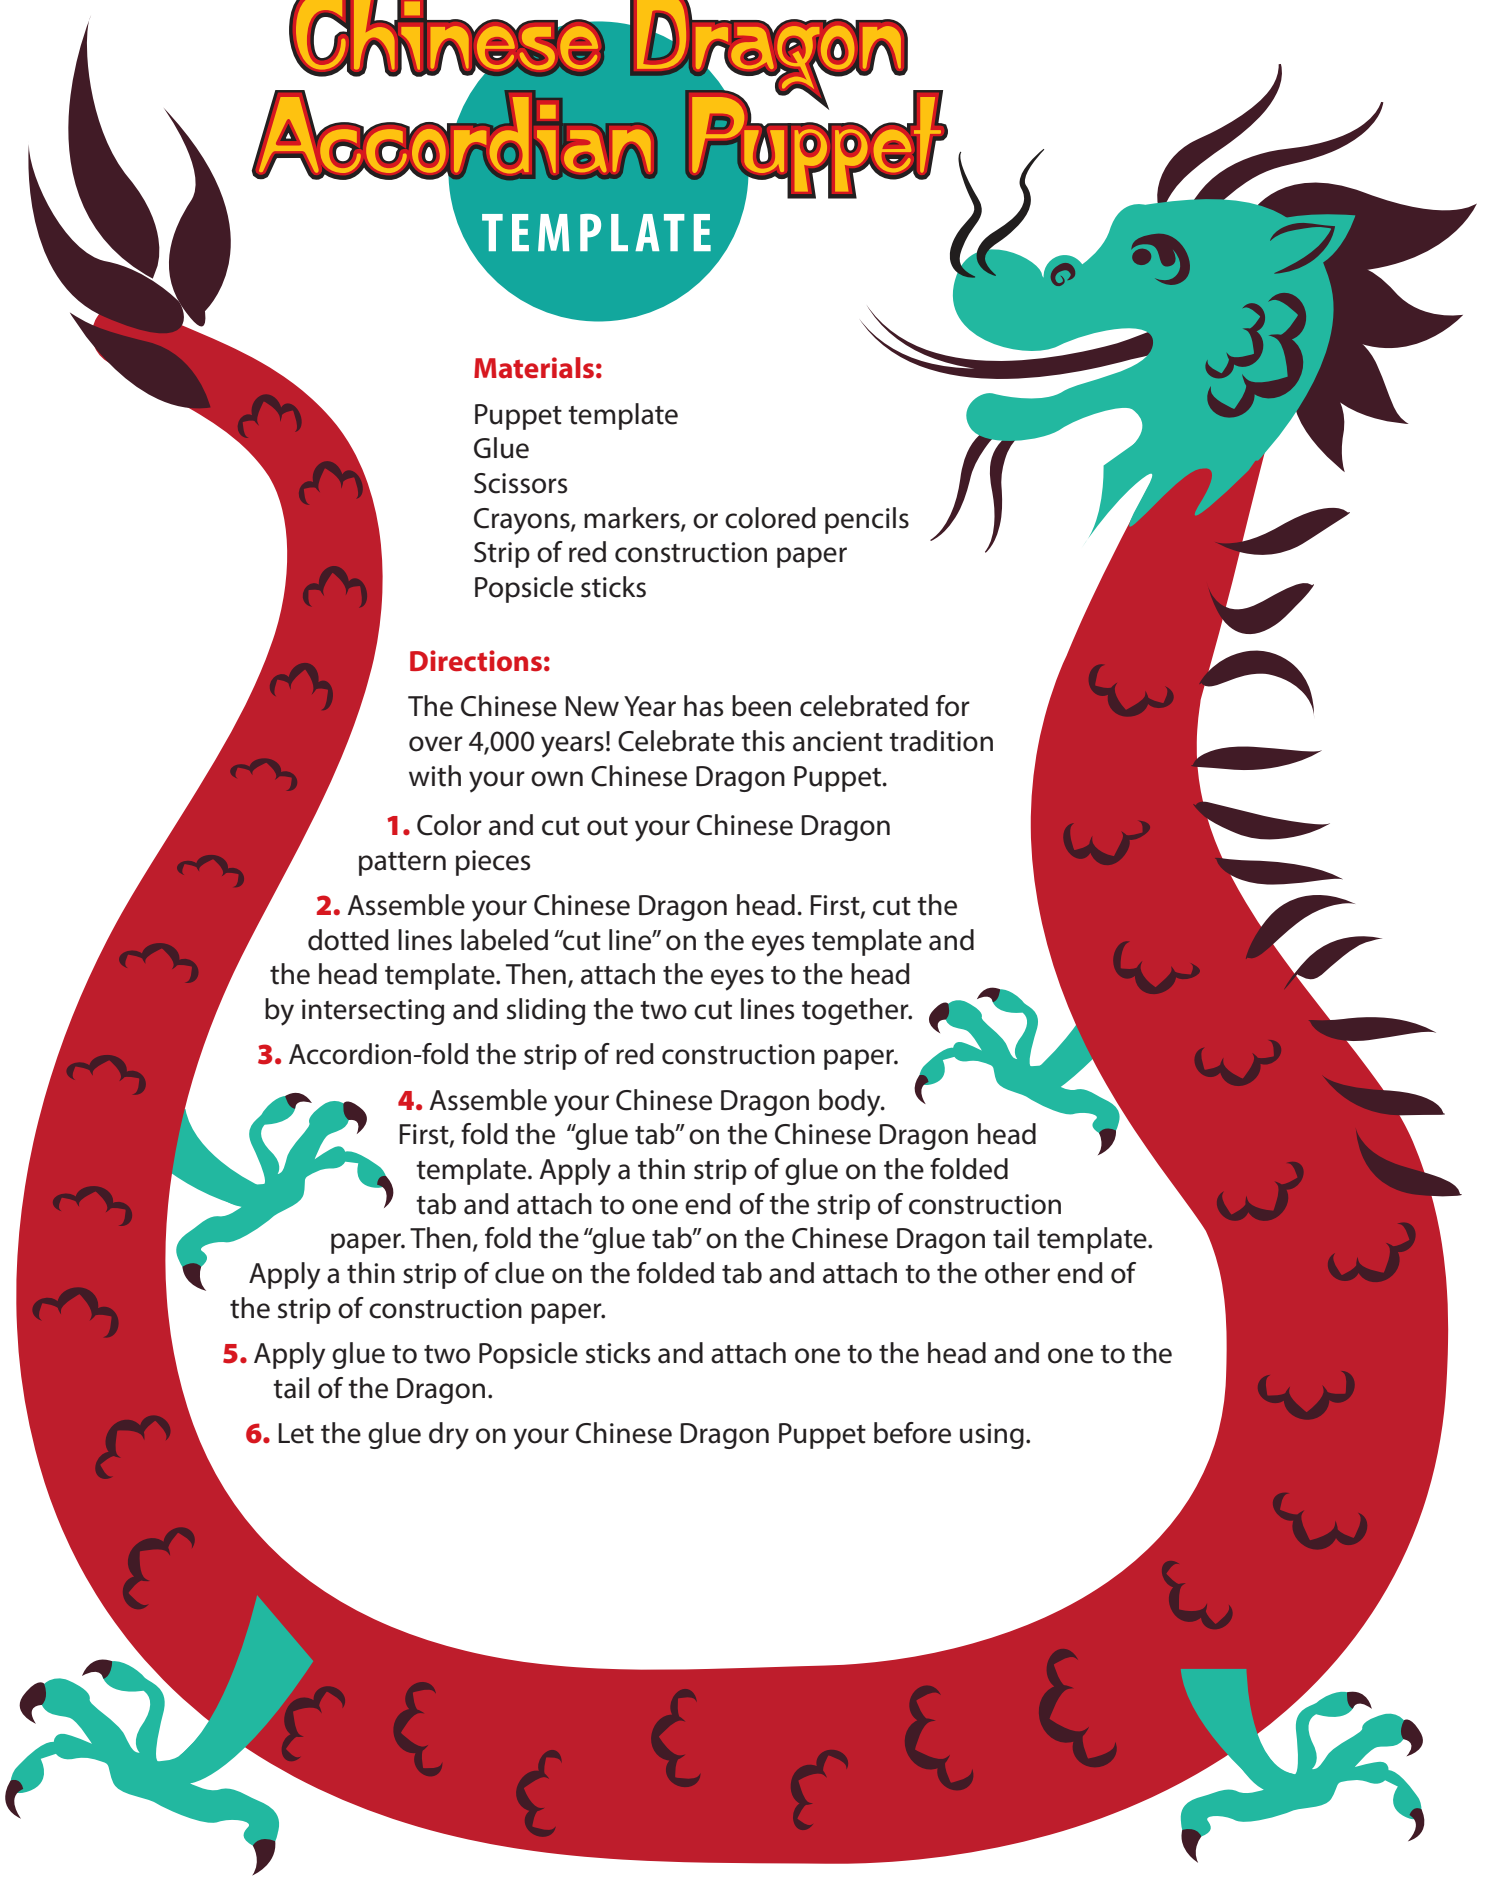 Chinese Dragon
Accordian Puppet
TEMPLATE
Materials:
Puppet template
Glue
Scissors
Crayons, markers, or colored pencils
Strip of red construction paper
Popsicle sticks
Directions:
The Chinese New Year has been celebrated for
over 4,000 years! Celebrate this ancient tradition
with your own Chinese Dragon Puppet.
1. Color and cut out your Chinese Dragon
pattern pieces
2. Assemble your Chinese Dragon head. First, cut the
dotted lines labeled “cut line” on the eyes template and
the head template. Then, attach the eyes to the head
by intersecting and sliding the two cut lines together.
3. Accordion-fold the strip of red construction paper.
4. Assemble your Chinese Dragon body.
First, fold the “glue tab” on the Chinese Dragon head
template. Apply a thin strip of glue on the folded
tab and attach to one end of the strip of construction
paper. Then, fold the “glue tab” on the Chinese Dragon tail template.
Apply a thin strip of clue on the folded tab and attach to the other end of
the strip of construction paper.
5. Apply glue to two Popsicle sticks and attach one to the head and one to the
tail of the Dragon.
6. Let the glue dry on your Chinese Dragon Puppet before using.